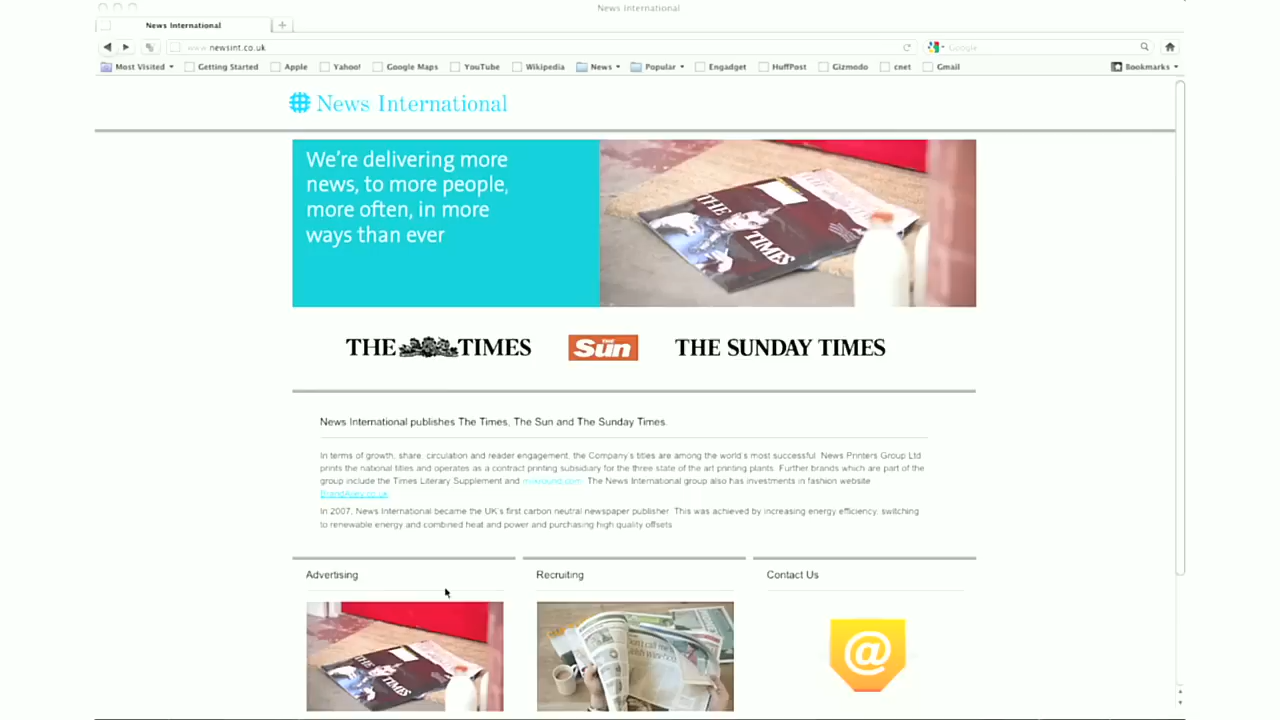 News International
News International
www.newsint.co.uk
Google
Most Visited
Getting Started
Apple
Yahoo!
Google Maps
YouTube
Wikipedia
News
Popular
Engadget
HuffPost
Gizmodo
cnet
Gmail
Bookmarks
News International
We're delivering more
news, to more people,
more often, in more
ways than ever
THE TIMES
THE TIMES
THE Sun
THE SUNDAY TIMES
News International publishes The Times, The Sun and The Sunday Times.
In terms of growth, share, circulation and reader engagement, the Company's titles are among the world's most successful. News Printers Group Ltd
prints the national titles and operates as a contract printing subsidiary for the three state of the art printing plants. Further brands which are part of the
group include the Times Literary Supplement and The News International group also has investments in fashion website
BrandAlley.co.uk
In 2007, News International became the UK's first carbon neutral newspaper publisher. This was achieved by increasing energy efficiency, switching
to renewable energy and combined heat and power and purchasing high quality offsets
Advertising
Recruiting
Contact Us
THE TIMES
@